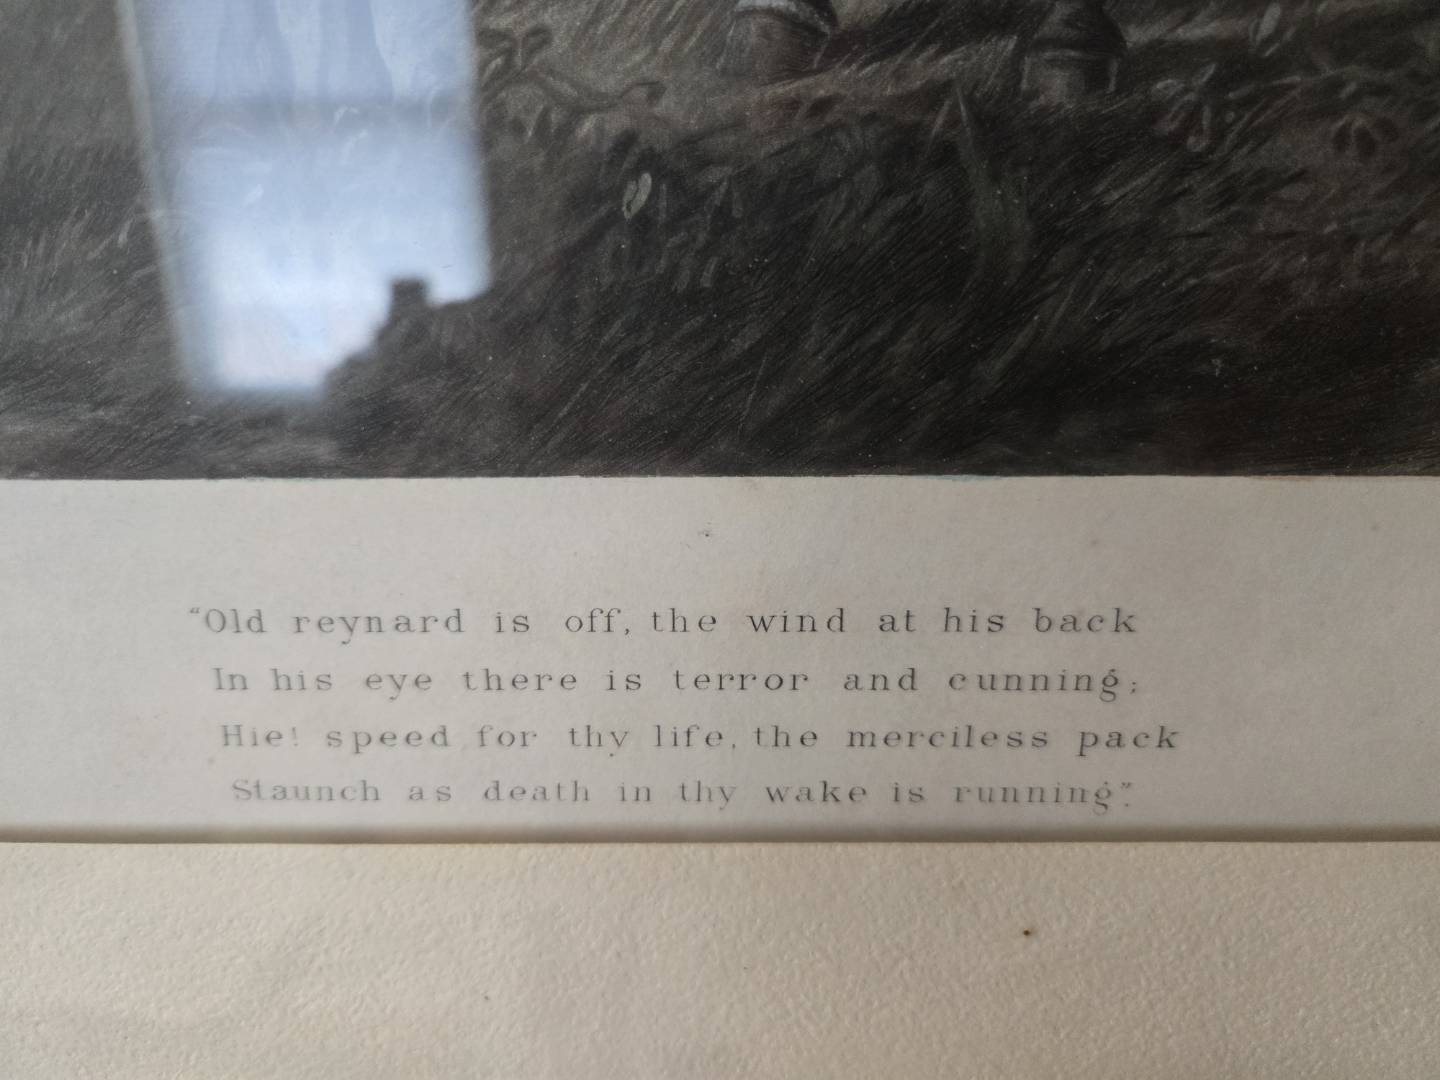 “Old reynard is off, the wind at his back
In his eye there is terror and cunning;
Hie! speed for thy life, the merciless pack
Staunch as death in thy wake is running”.